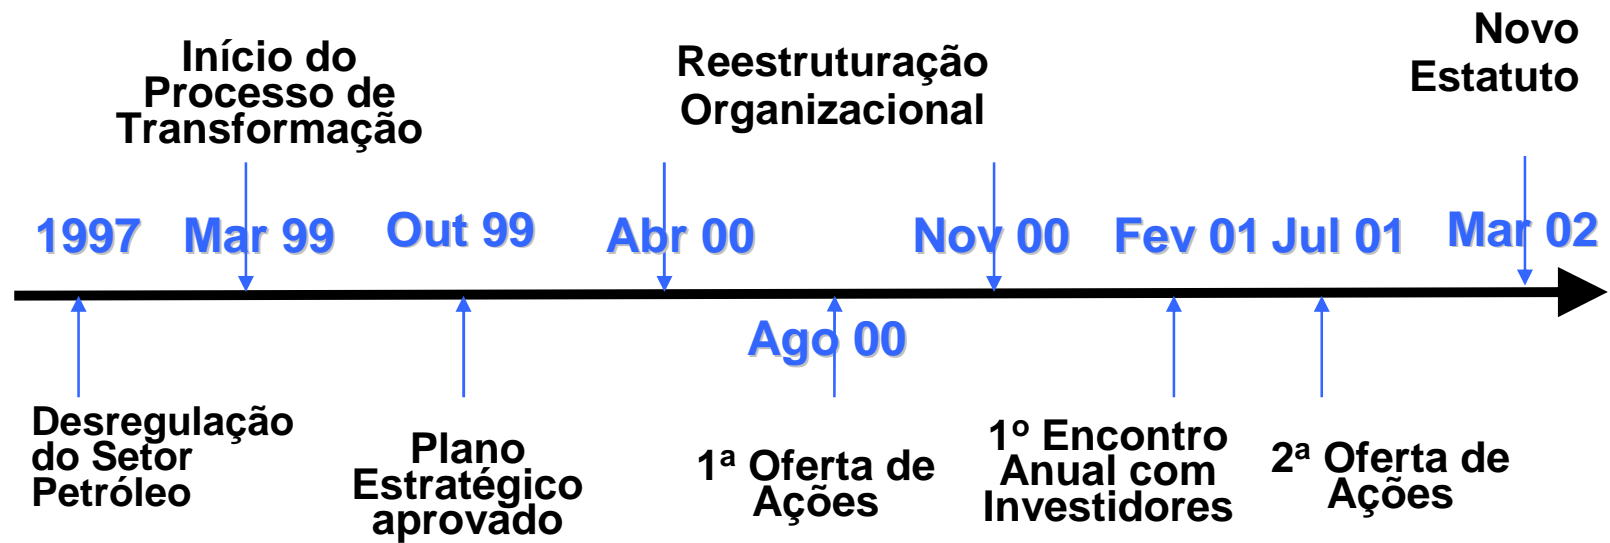 Início do
Processo de
Transformação
Reestruturação
Organizacional
Novo
Estatuto
1997
Mar 99
Out 99
Abr 00
Nov 00
Fev 01
Jul 01
Mar 02
Ago 00
Desregulação
do Setor
Petróleo
Plano
Estratégico
aprovado
1ª Oferta de
Ações
1º Encontro
Anual com
Investidores
2ª Oferta de
Ações